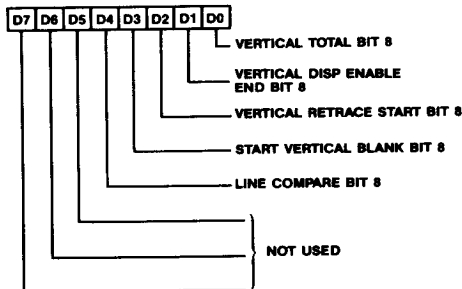 D7 D6 D5 D4 D3 D2 D1 D0
VERTICAL TOTAL BIT 8
VERTICAL DISP ENABLE
END BIT 8
VERTICAL RETRACE START BIT 8
START VERTICAL BLANK BIT 8
LINE COMPARE BIT 8
NOT USED